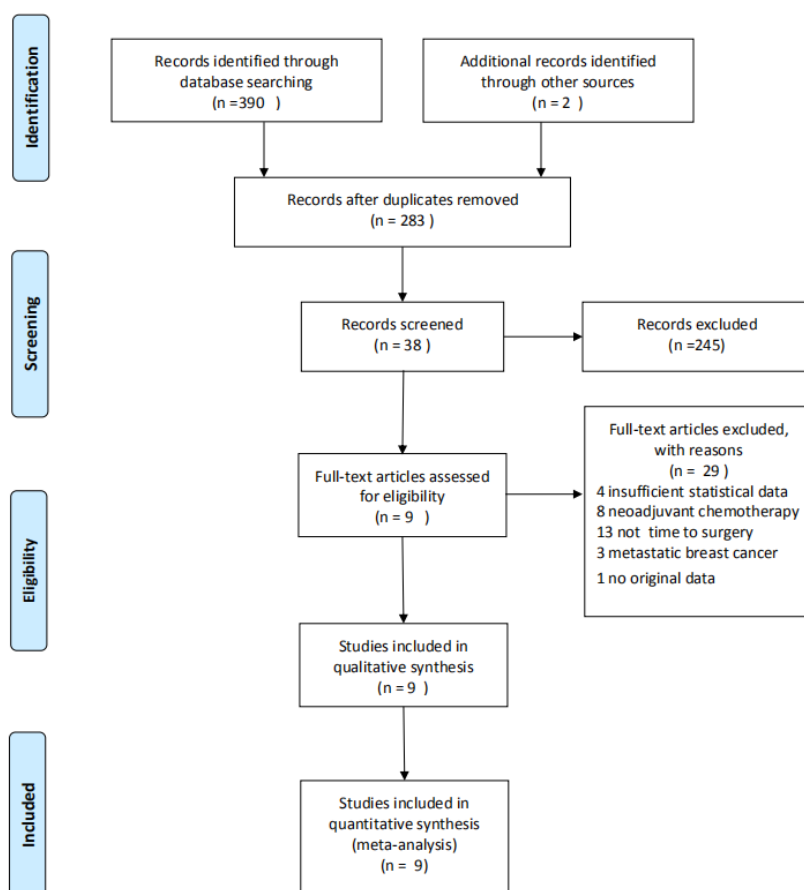 Identification
Records identified through
database searching
(n =390 )
Additional records identified
through other sources
(n = 2 )
Records after duplicates removed
(n = 283 )
Screening
Records screened
(n = 38 )
Records excluded
(n =245)
Full-text articles assessed
for eligibility
(n = 9 )
Full-text articles excluded,
with reasons
(n = 29 )
4 insufficient statistical data
8 neoadjuvant chemotherapy
13 not time to surgery
3 metastatic breast cancer
1 no original data
Eligibility
Studies included in
qualitative synthesis
(n = 9 )
Included
Studies included in
quantitative synthesis
(meta-analysis)
(n = 9)